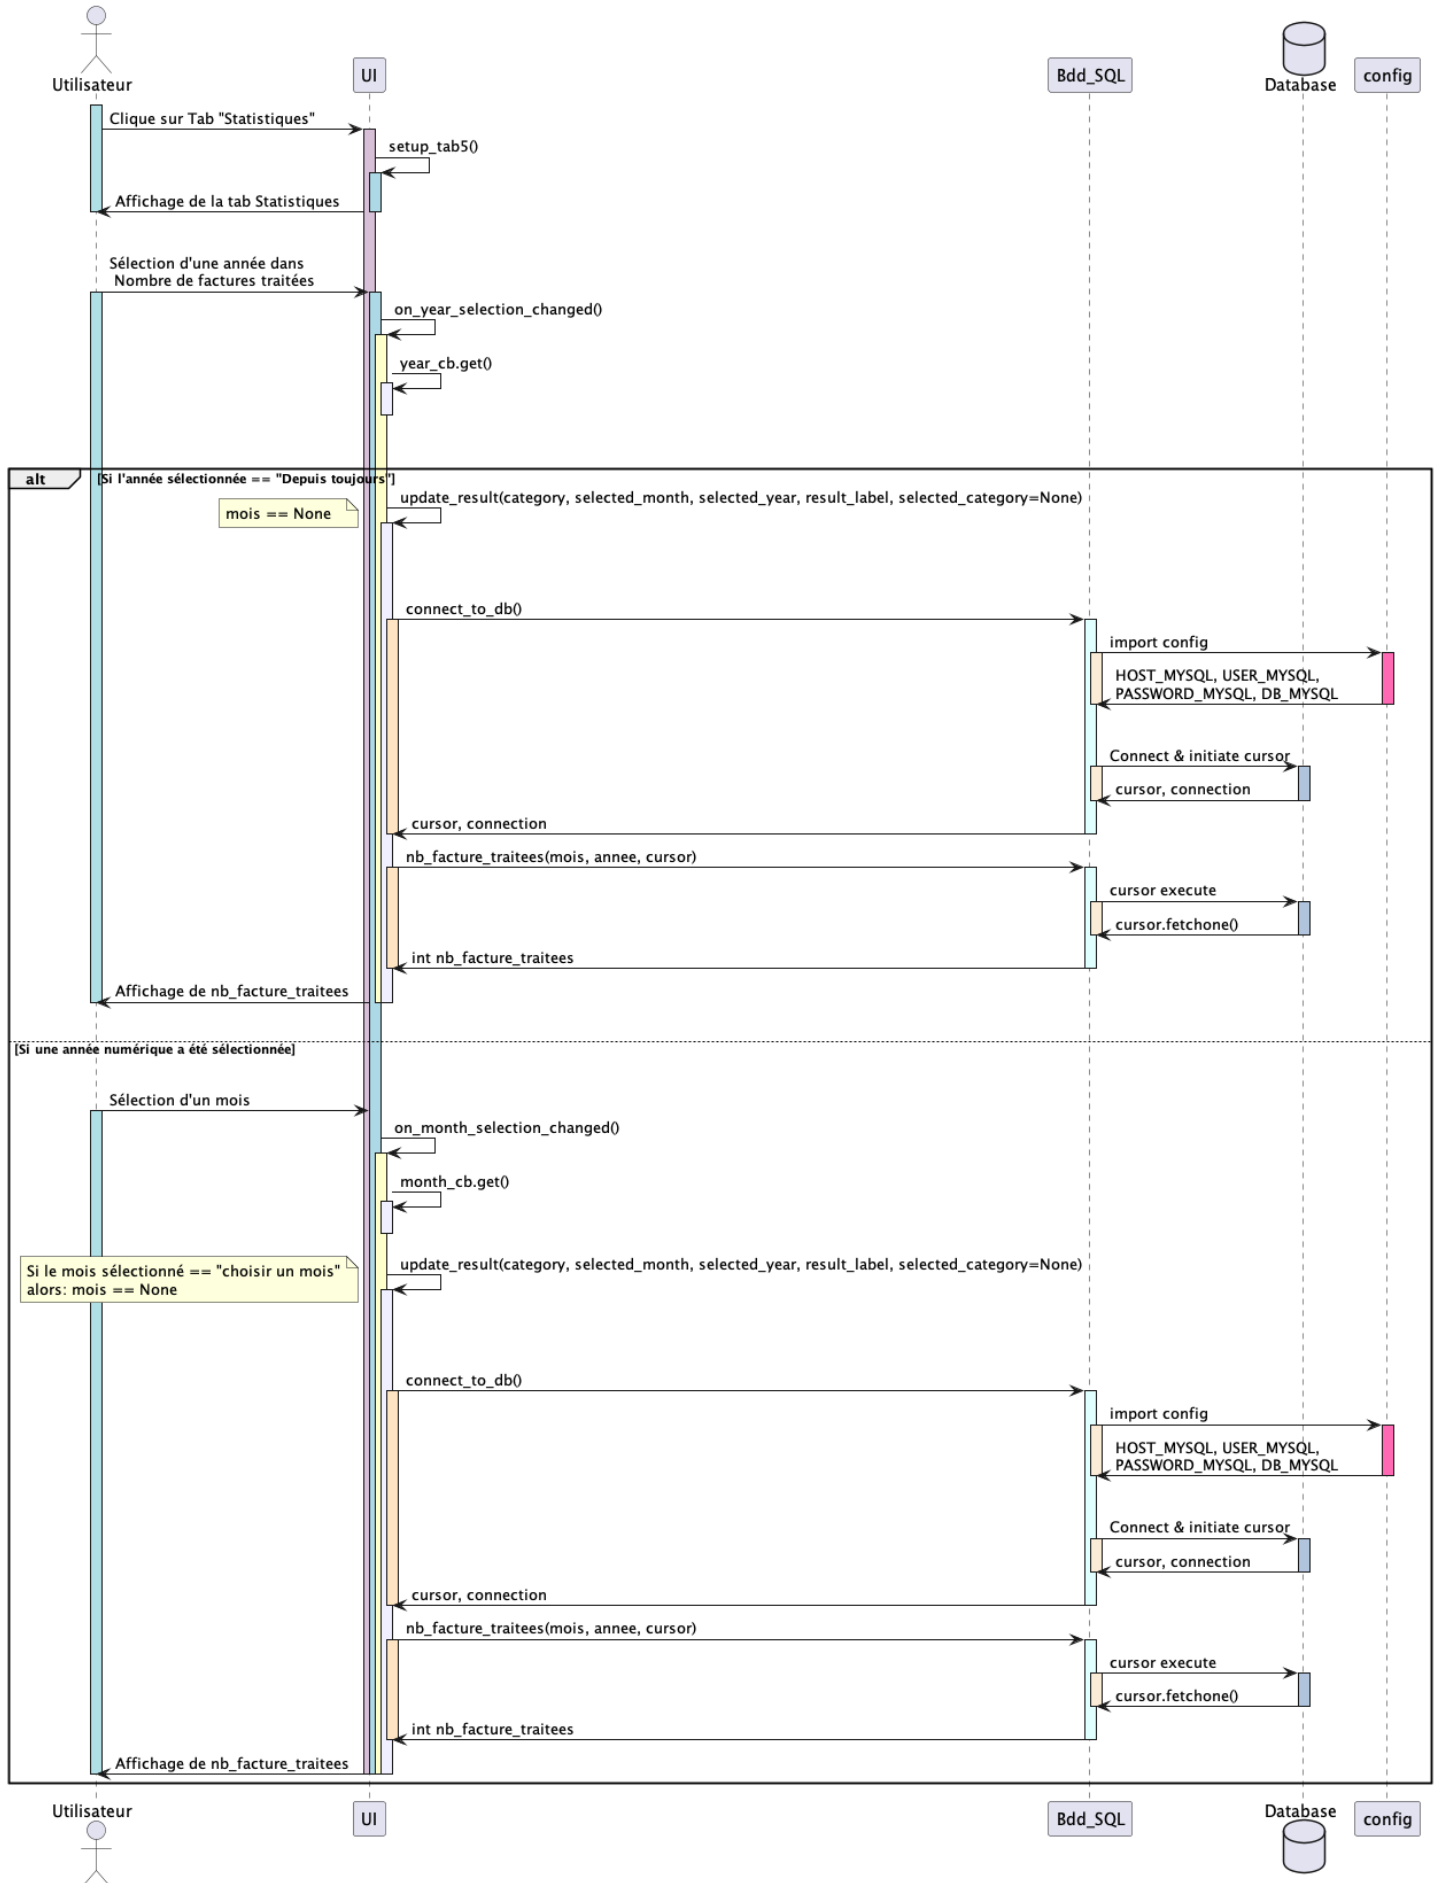 Utilisateur
UI
Bdd_SQL
Database
config
Clique sur Tab "Statistiques"
setup_tab5()
Affichage de la tab Statistiques
Sélection d'une année dans
Nombre de factures traitées
on_year_selection_changed()
year_cb.get()
alt
[Si l'année sélectionnée == "Depuis toujours"]
update_result(category, selected_month, selected_year, result_label, selected_category=None)
mois == None
connect_to_db()
import config
HOST_MYSQL, USER_MYSQL,
PASSWORD_MYSQL, DB_MYSQL
Connect & initiate cursor
cursor, connection
cursor, connection
nb_facture_traitees(mois, annee, cursor)
cursor execute
cursor.fetchone()
int nb_facture_traitees
Affichage de nb_facture_traitees
[Si une année numérique a été sélectionnée]
Sélection d'un mois
on_month_selection_changed()
month_cb.get()
update_result(category, selected_month, selected_year, result_label, selected_category=None)
Si le mois sélectionné == "choisir un mois"
alors: mois == None
connect_to_db()
import config
HOST_MYSQL, USER_MYSQL,
PASSWORD_MYSQL, DB_MYSQL
Connect & initiate cursor
cursor, connection
cursor, connection
nb_facture_traitees(mois, annee, cursor)
cursor execute
cursor.fetchone()
int nb_facture_traitees
Affichage de nb_facture_traitees
Utilisateur
UI
Bdd_SQL
Database
config